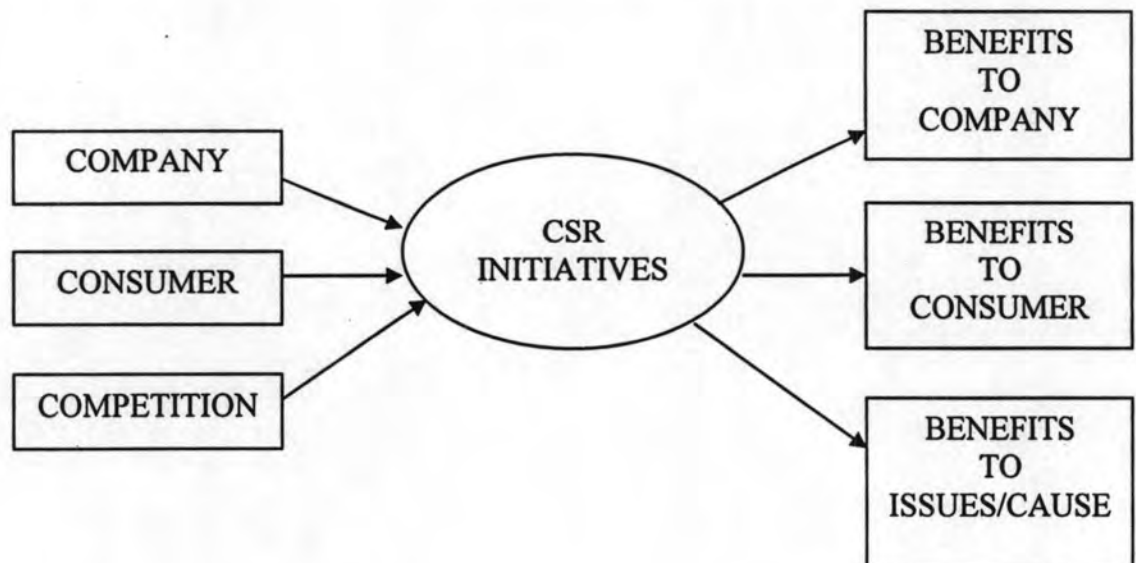 COMPANY
CONSUMER
COMPETITION
CSR
INITIATIVES
BENEFITS
TO
COMPANY
BENEFITS
TO
CONSUMER
BENEFITS
TO
ISSUES/CAUSE